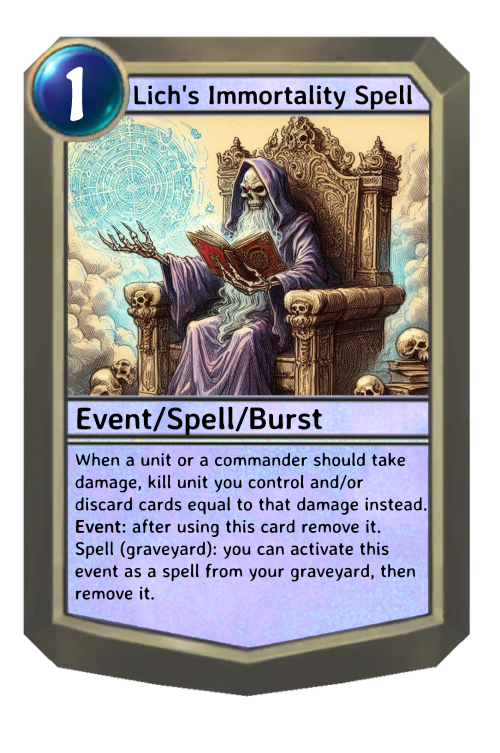 1
Lich's Immortality Spell
Event/Spell/Burst
When a unit or a commander should take
damage, kill unit you control and/or
discard cards equal to that damage instead.
Event: after using this card remove it.
Spell (graveyard): you can activate this
event as a spell from your graveyard, then
remove it.